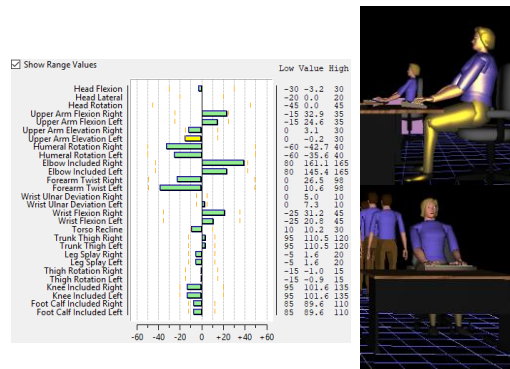 Show Range Values
Low Value High
Head Flexion -30 -3.2 30
Head Lateral -20 0.0 20
Head Rotation -45 0.0 45
Upper Arm Flexion Right -15 32.9 35
Upper Arm Flexion Left -15 24.6 35
Upper Arm Elevation Right 0 3.1 30
Upper Arm Elevation Left 0 -0.2 30
Humeral Rotation Right -60 -42.7 40
Humeral Rotation Left -60 -35.6 40
Elbow Included Right 80 161.1 165
Elbow Included Left 80 145.4 165
Forearm Twist Right 0 26.5 98
Forearm Twist Left 0 10.6 98
Wrist Ulnar Deviation Right 0 5.0 10
Wrist Ulnar Deviation Left 0 7.3 10
Wrist Flexion Right -25 31.2 45
Wrist Flexion Left -25 20.8 45
Torso Recline 10 10.2 30
Trunk Thigh Right 95 110.5 120
Trunk Thigh Left 95 110.5 120
Leg Splay Right -5 1.6 20
Leg Splay Left -5 1.6 20
Thigh Rotation Right -15 -1.0 15
Thigh Rotation Left -15 -0.9 15
Knee Included Right 95 101.6 135
Knee Included Left 95 101.6 135
Foot Calf Included Right 85 89.6 110
Foot Calf Included Left 85 89.6 110
-60 -40 -20 0 +20 +40 +60